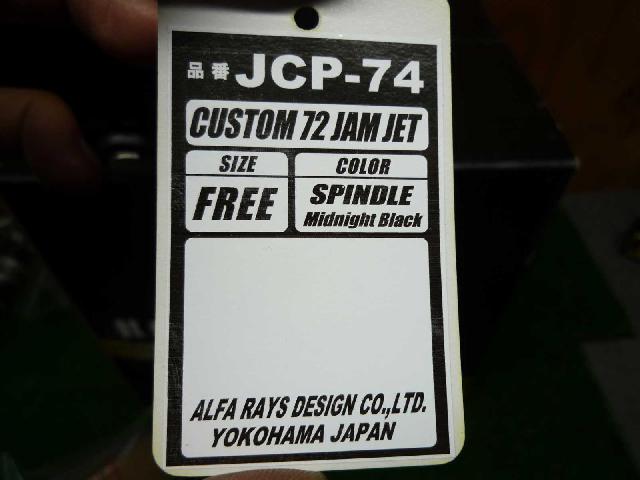 品番 JCP-74
CUSTOM 72 JAM JET
SIZE
FREE
COLOR
SPINDLE
Midnight Black
ALFA RAYS DESIGN CO.,LTD.
YOKOHAMA JAPAN